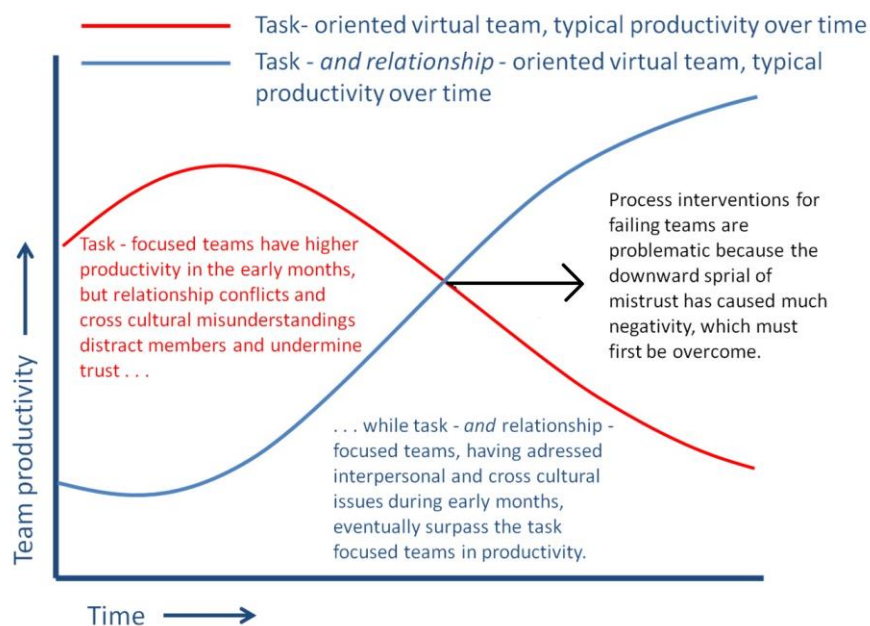 Task- oriented virtual team, typical productivity over time
Task - and relationship - oriented virtual team, typical
productivity over time
Task - focused teams have higher
productivity in the early months,
but relationship conflicts and
cross cultural misunderstandings
distract members and undermine
trust . . .
Process interventions for
failing teams are
problematic because the
downward sprial of
mistrust has caused much
negativity, which must
first be overcome.
. . . while task - and relationship -
focused teams, having adressed
interpersonal and cross cultural
issues during early months,
eventually surpass the task
focused teams in productivity.
Team productivity
Time